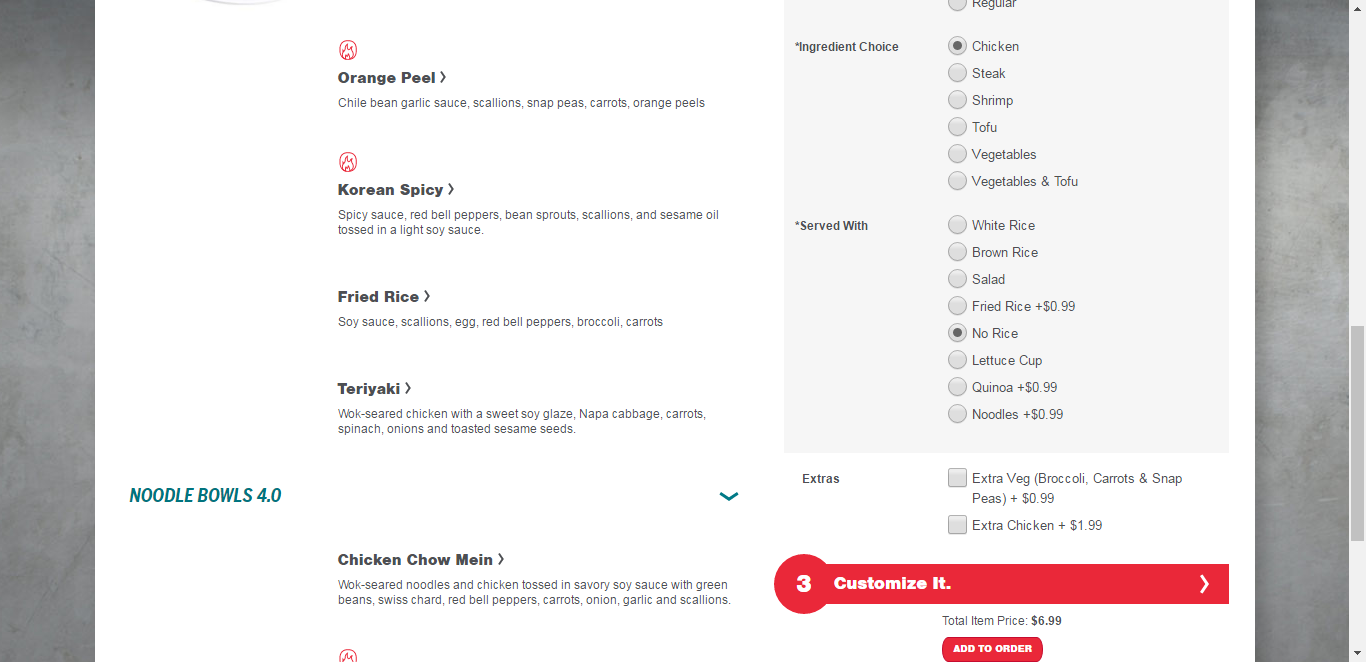 Regular
Orange Peel
Chile bean garlic sauce, scallions, snap peas, carrots, orange peels
Korean Spicy
Spicy sauce, red bell peppers, bean sprouts, scallions, and sesame oil
tossed in a light soy sauce.
Fried Rice
Soy sauce, scallions, egg, red bell peppers, broccoli, carrots
Teriyaki
Wok-seared chicken with a sweet soy glaze, Napa cabbage, carrots,
spinach, onions and toasted sesame seeds.
NOODLE BOWLS 4.0
Chicken Chow Mein
Wok-seared noodles and chicken tossed in savory soy sauce with green
beans, swiss chard, red bell peppers, carrots, onion, garlic and scallions.
*Ingredient Choice
Chicken
Steak
Shrimp
Tofu
Vegetables
Vegetables & Tofu
*Served With
White Rice
Brown Rice
Salad
Fried Rice +$0.99
No Rice
Lettuce Cup
Quinoa +$0.99
Noodles +$0.99
Extras
Extra Veg (Broccoli, Carrots & Snap
Peas) + $0.99
Extra Chicken + $1.99
3 Customize It.
Total Item Price: $6.99
ADD TO ORDER